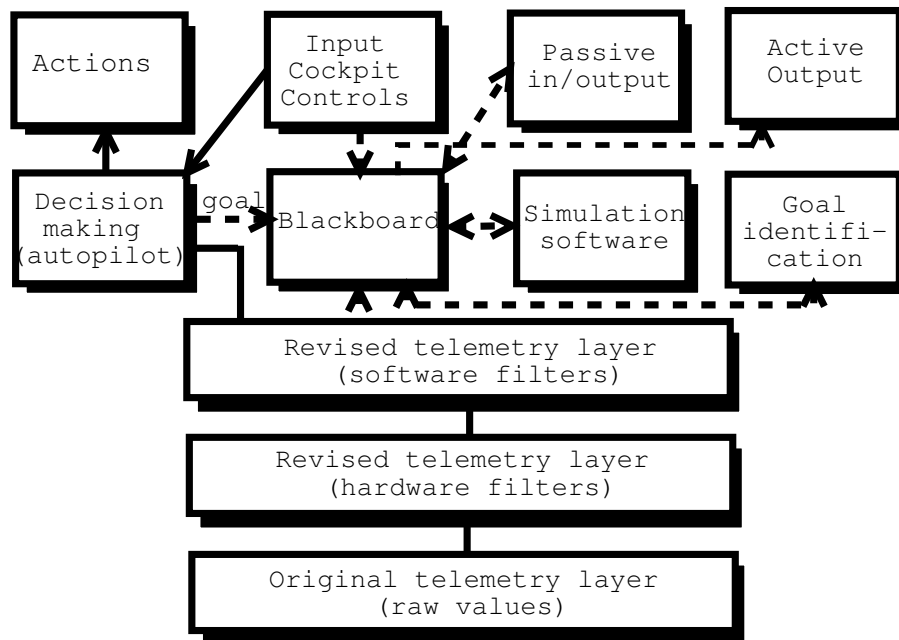 Actions
Input
Cockpit
Controls
Passive
in/output
Active
Output
Decision
making
(autopilot)
goal
Blackboard
Simulation
software
Goal
identifi-
cation
Revised telemetry layer
(software filters)
Revised telemetry layer
(hardware filters)
Original telemetry layer
(raw values)